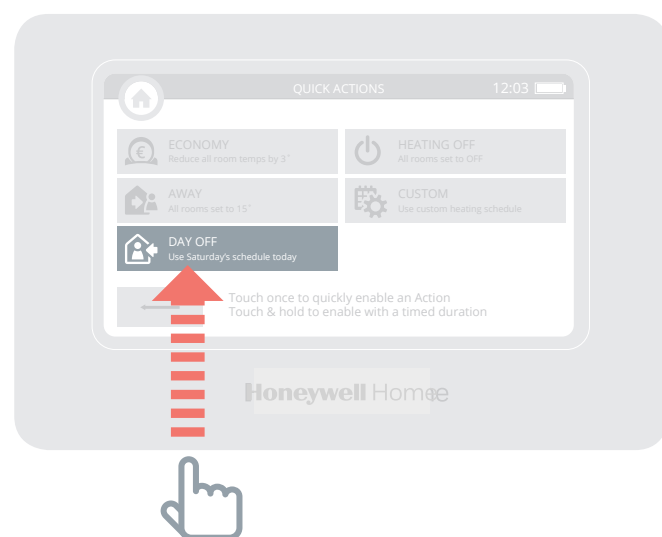 QUICK ACTIONS 12:03
ECONOMY
Reduce all room temps by 3°
HEATING OFF
All rooms set to OFF
AWAY
All rooms set to 15°
CUSTOM
Use custom heating schedule
DAY OFF
Use Saturday's schedule today
Touch once to quickly enable an Action
Touch & hold to enable with a timed duration
Honeywell Home